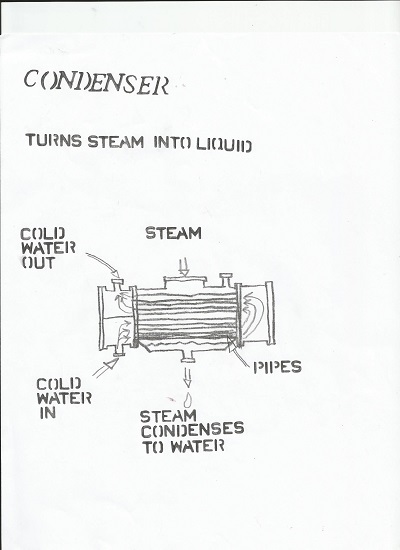 CONDENSER
TURNS STEAM INTO LIQUID
COLD
WATER
OUT
STEAM
PIPES
COLD
WATER
IN
STEAM
CONDENSES
TO WATER